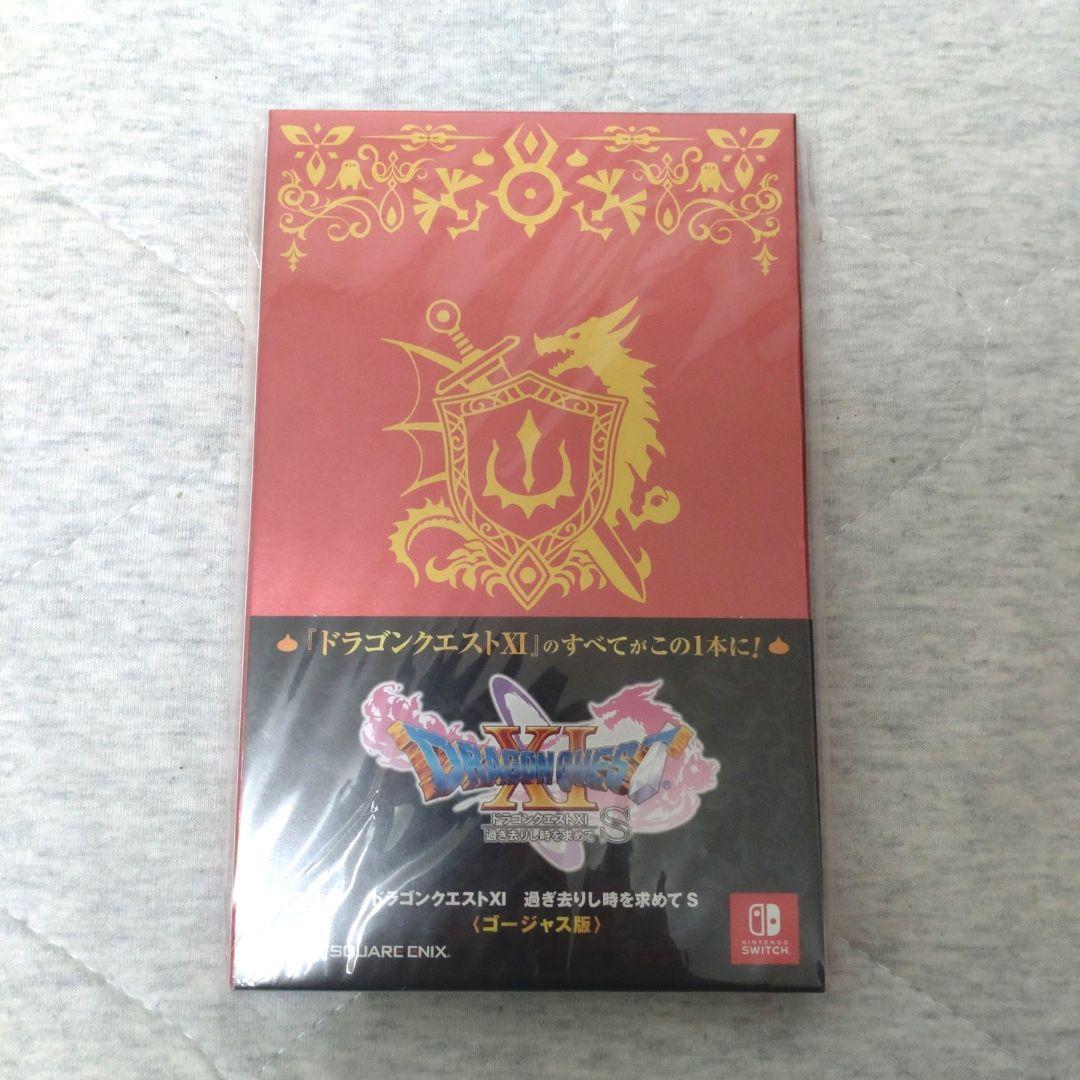 『ドラゴンクエストXI』のすべてがこの1本に!
DRAGON QUEST
XI
®
ドラゴンクエストXI
過ぎ去りし時を求めて S
ドラゴンクエストXI 過ぎ去りし時を求めて S
〈ゴージャス版〉
SQUARE ENIX.
NINTENDO
SWITCH